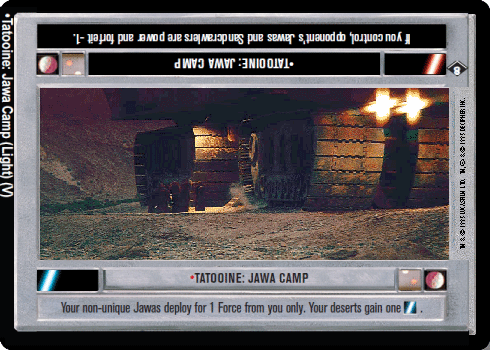 •Tatooine: Jawa Camp (Light) (V)
If you control, opponent's Jawas and Sandcrawlers are power and forfeit -1.
•TATOOINE: JAWA CAMP
8
•TATOOINE: JAWA CAMP
Your non-unique Jawas deploy for 1 Force from you only. Your deserts gain one .